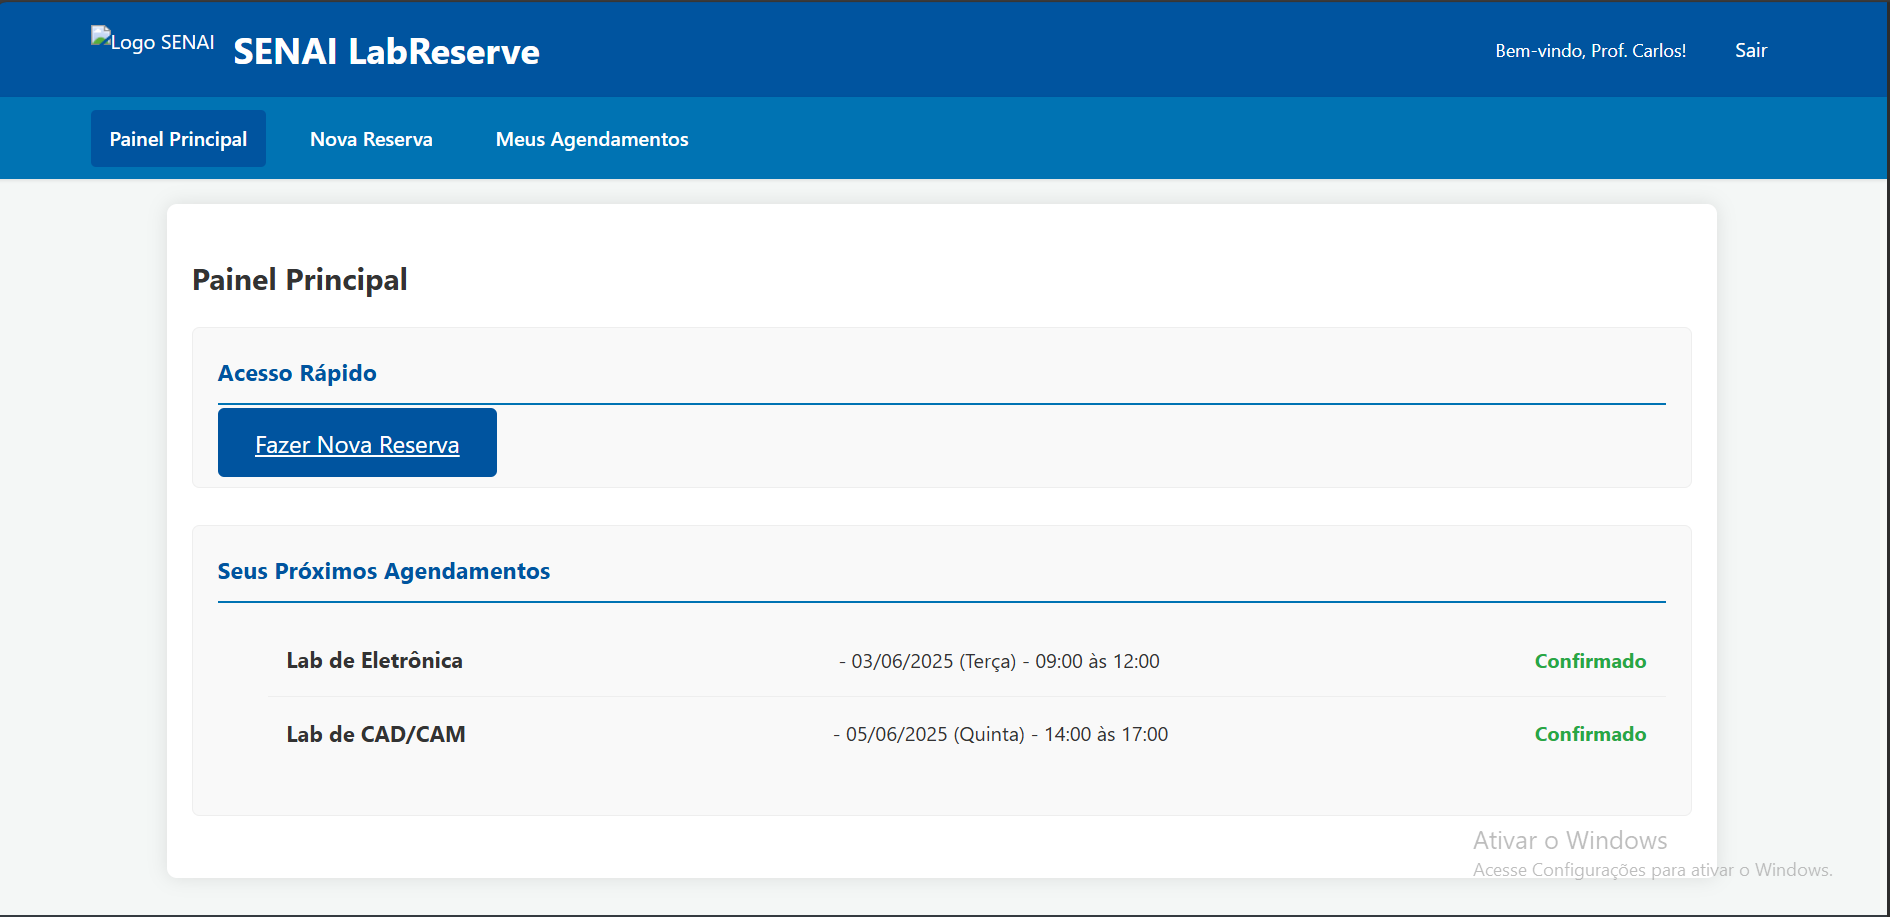 Logo SENAI SENAI LabReserve Bem-vindo, Prof. Carlos! Sair
Painel Principal Nova Reserva Meus Agendamentos
Painel Principal
Acesso Rápido
Fazer Nova Reserva
Seus Próximos Agendamentos
Lab de Eletrônica - 03/06/2025 (Terça) - 09:00 às 12:00 Confirmado
Lab de CAD/CAM - 05/06/2025 (Quinta) - 14:00 às 17:00 Confirmado
Ativar o Windows
Acesse Configurações para ativar o Windows.